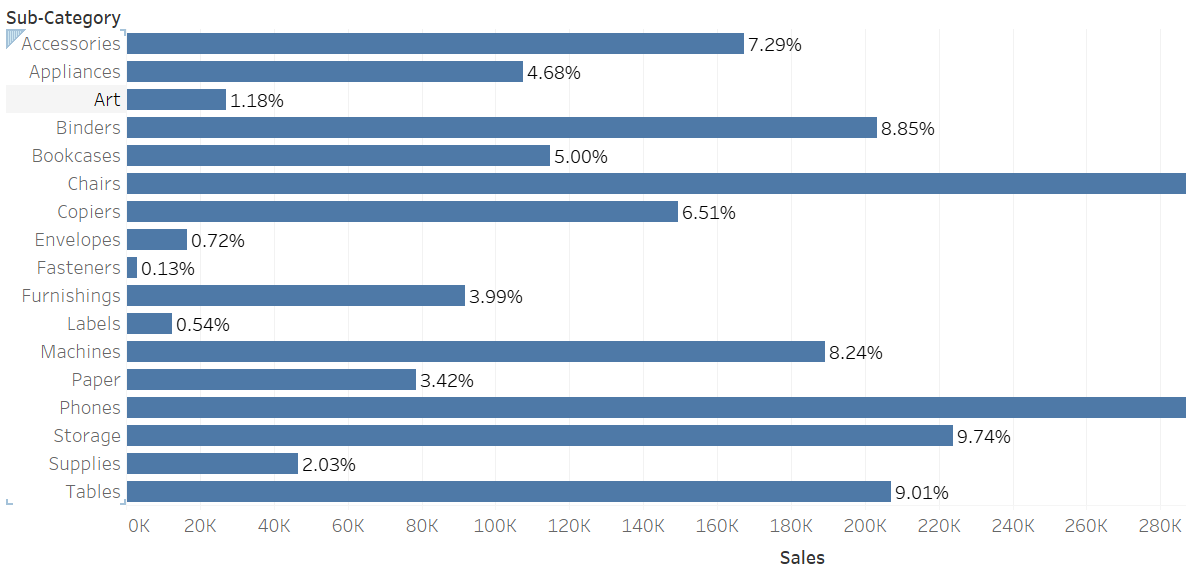 Sub-Category
Accessories 7.29%
Appliances 4.68%
Art 1.18%
Binders 8.85%
Bookcases 5.00%
Chairs
Copiers 6.51%
Envelopes 0.72%
Fasteners 0.13%
Furnishings 3.99%
Labels 0.54%
Machines 8.24%
Paper 3.42%
Phones
Storage 9.74%
Supplies 2.03%
Tables 9.01%
0K 20K 40K 60K 80K 100K 120K 140K 160K 180K 200K 220K 240K 260K 280K
Sales